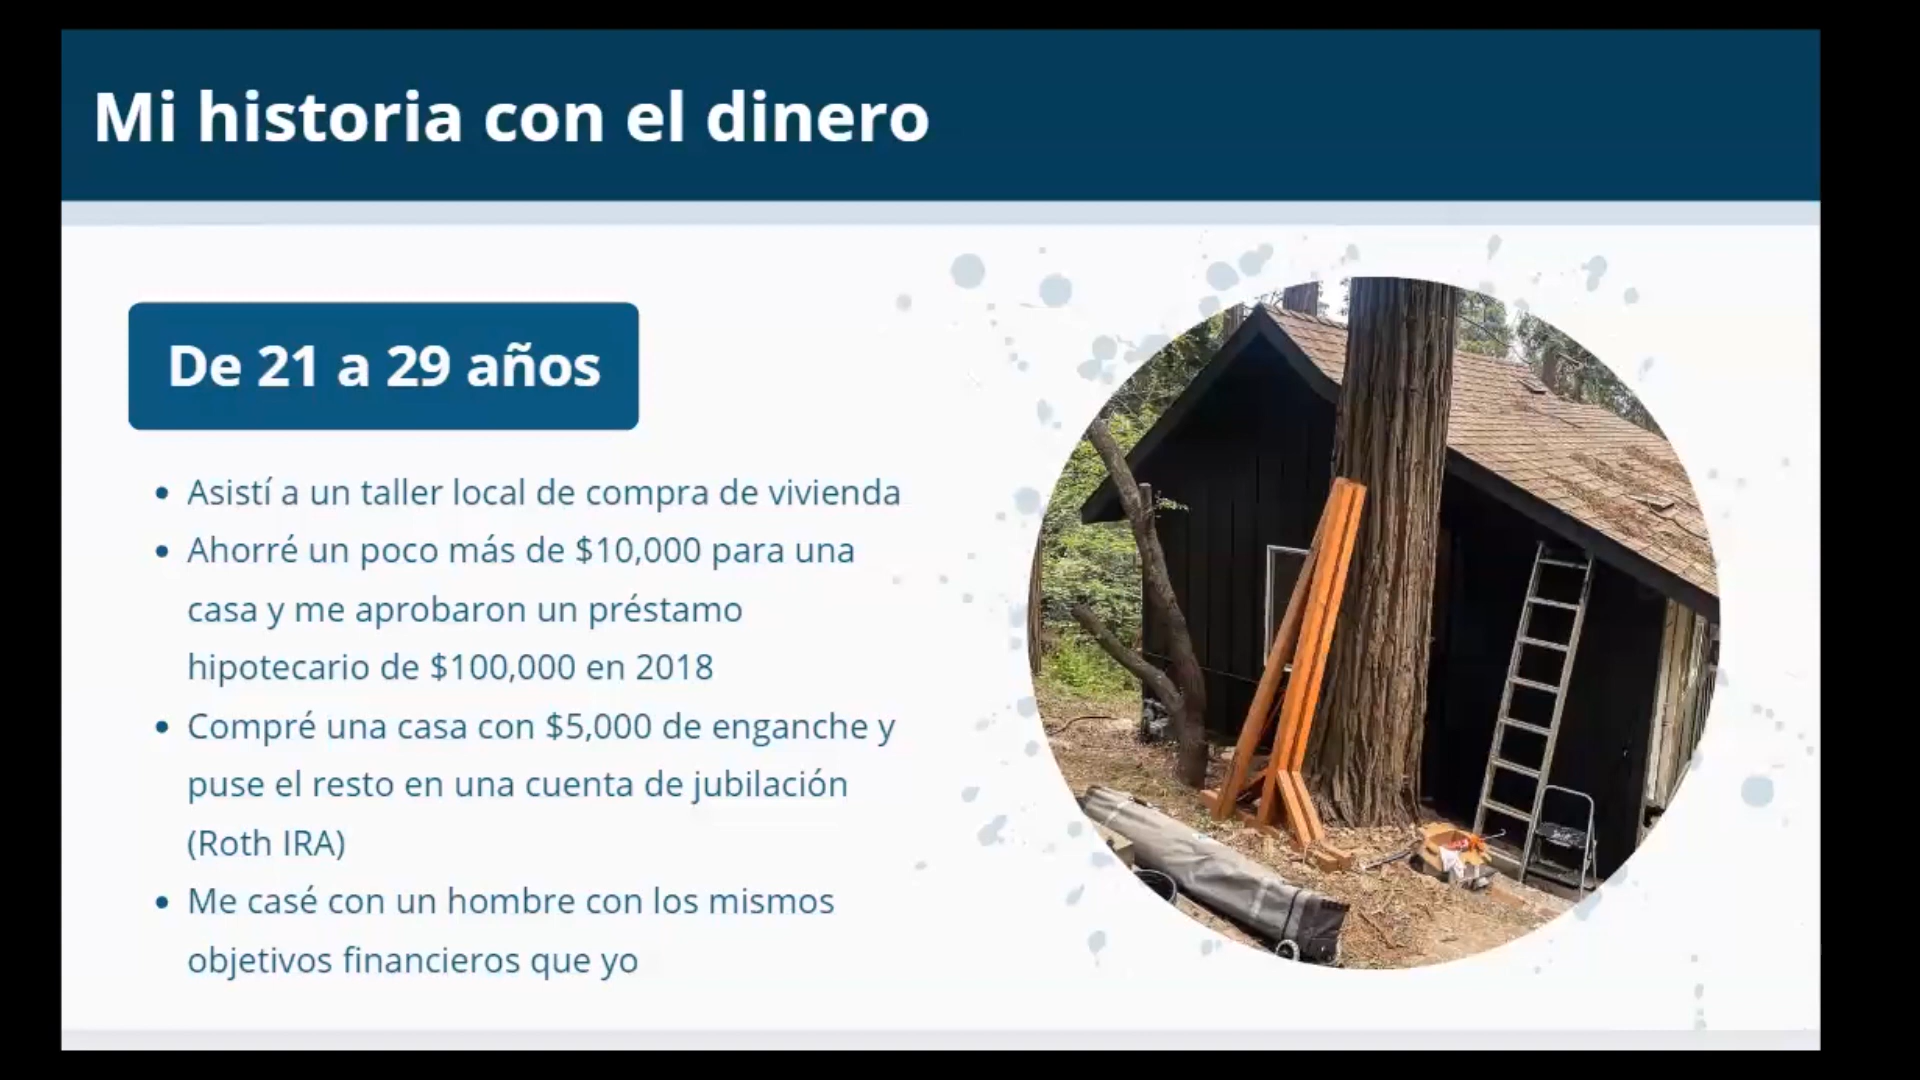 Mi historia con el dinero
De 21 a 29 años
• Asistí a un taller local de compra de vivienda
• Ahorré un poco más de $10,000 para una
casa y me aprobaron un préstamo
hipotecario de $100,000 en 2018
• Compré una casa con $5,000 de enganche y
puse el resto en una cuenta de jubilación
(Roth IRA)
• Me casé con un hombre con los mismos
objetivos financieros que yo